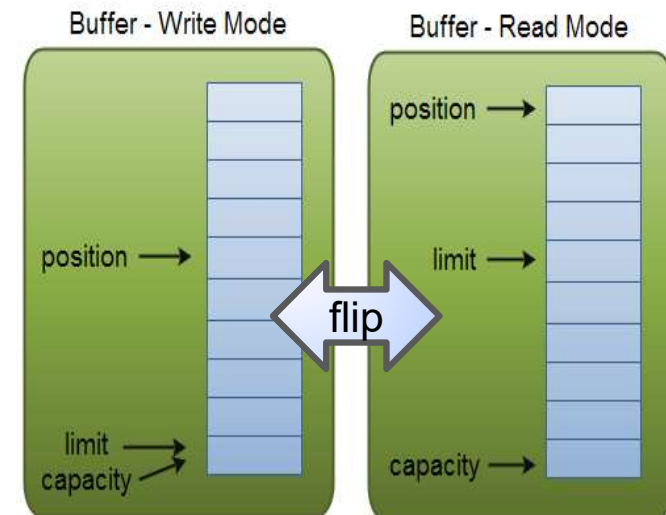 Buffer - Write Mode
position
limit
capacity
flip
Buffer - Read Mode
position
limit
capacity